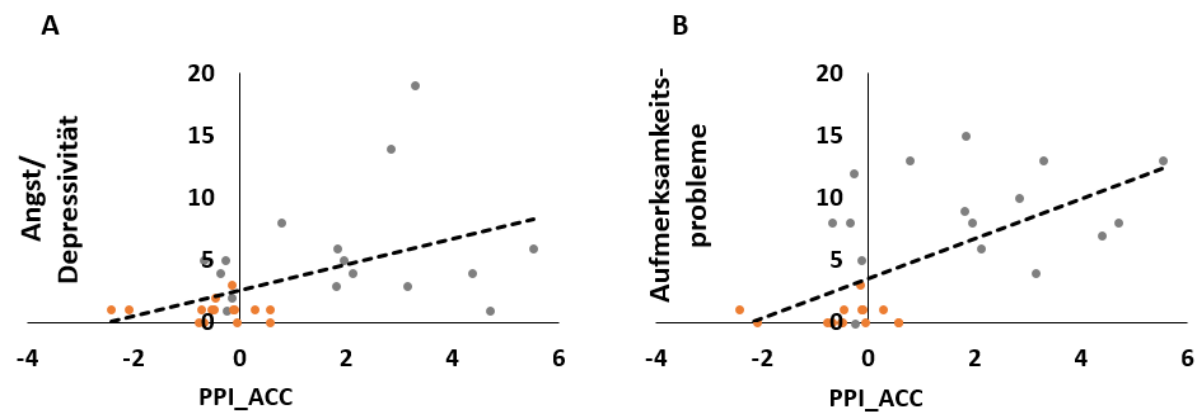 A
Angst/
Depressivität
20
15
10
5
0
-4 -2 0 2 4 6
PPI_ACC
B
Aufmerksamkeits-
probleme
20
15
10
5
0
-4 -2 0 2 4 6
PPI_ACC